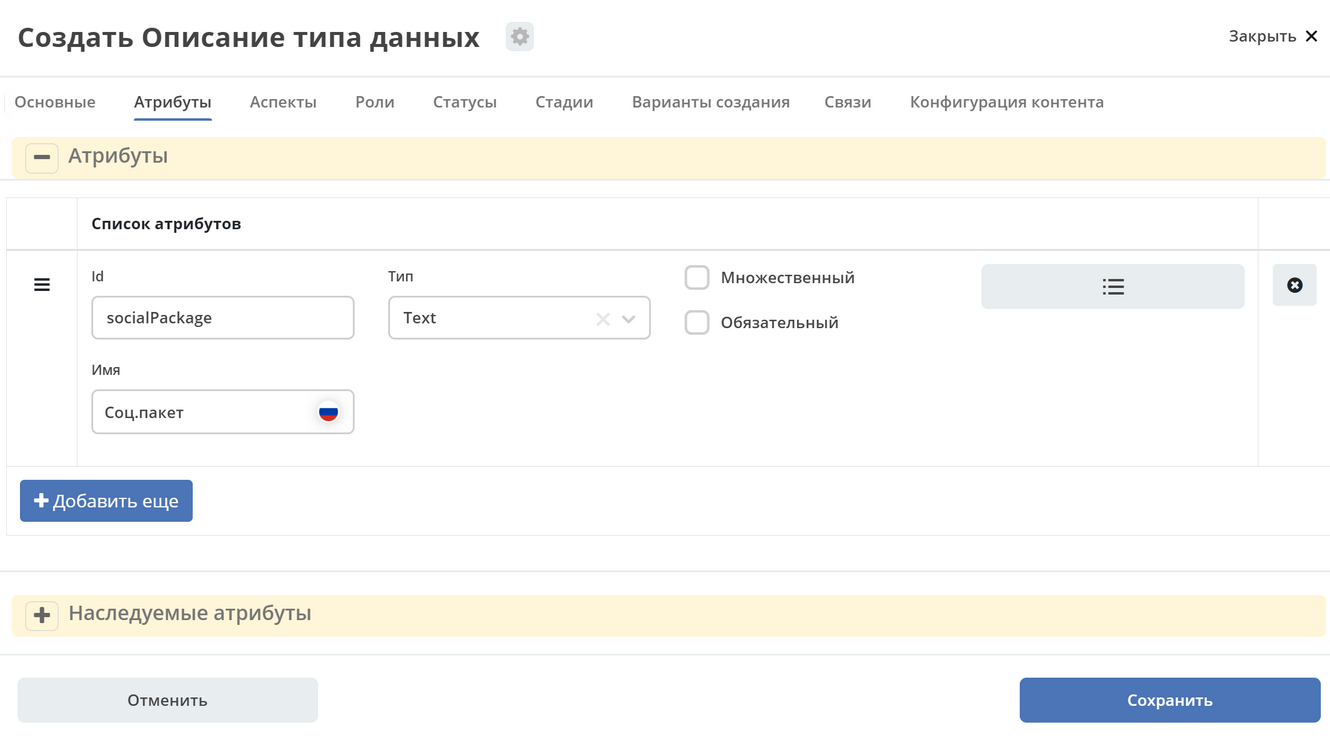 Создать Описание типа данных
Закрыть
Основные Атрибуты Аспекты Роли Статусы Стадии Варианты создания Связи Конфигурация контента
Атрибуты
Список атрибутов
Id Тип
Множественный
socialPackage Text
Обязательный
Имя
Соц.пакет
Добавить еще
Наследуемые атрибуты
Отменить Сохранить